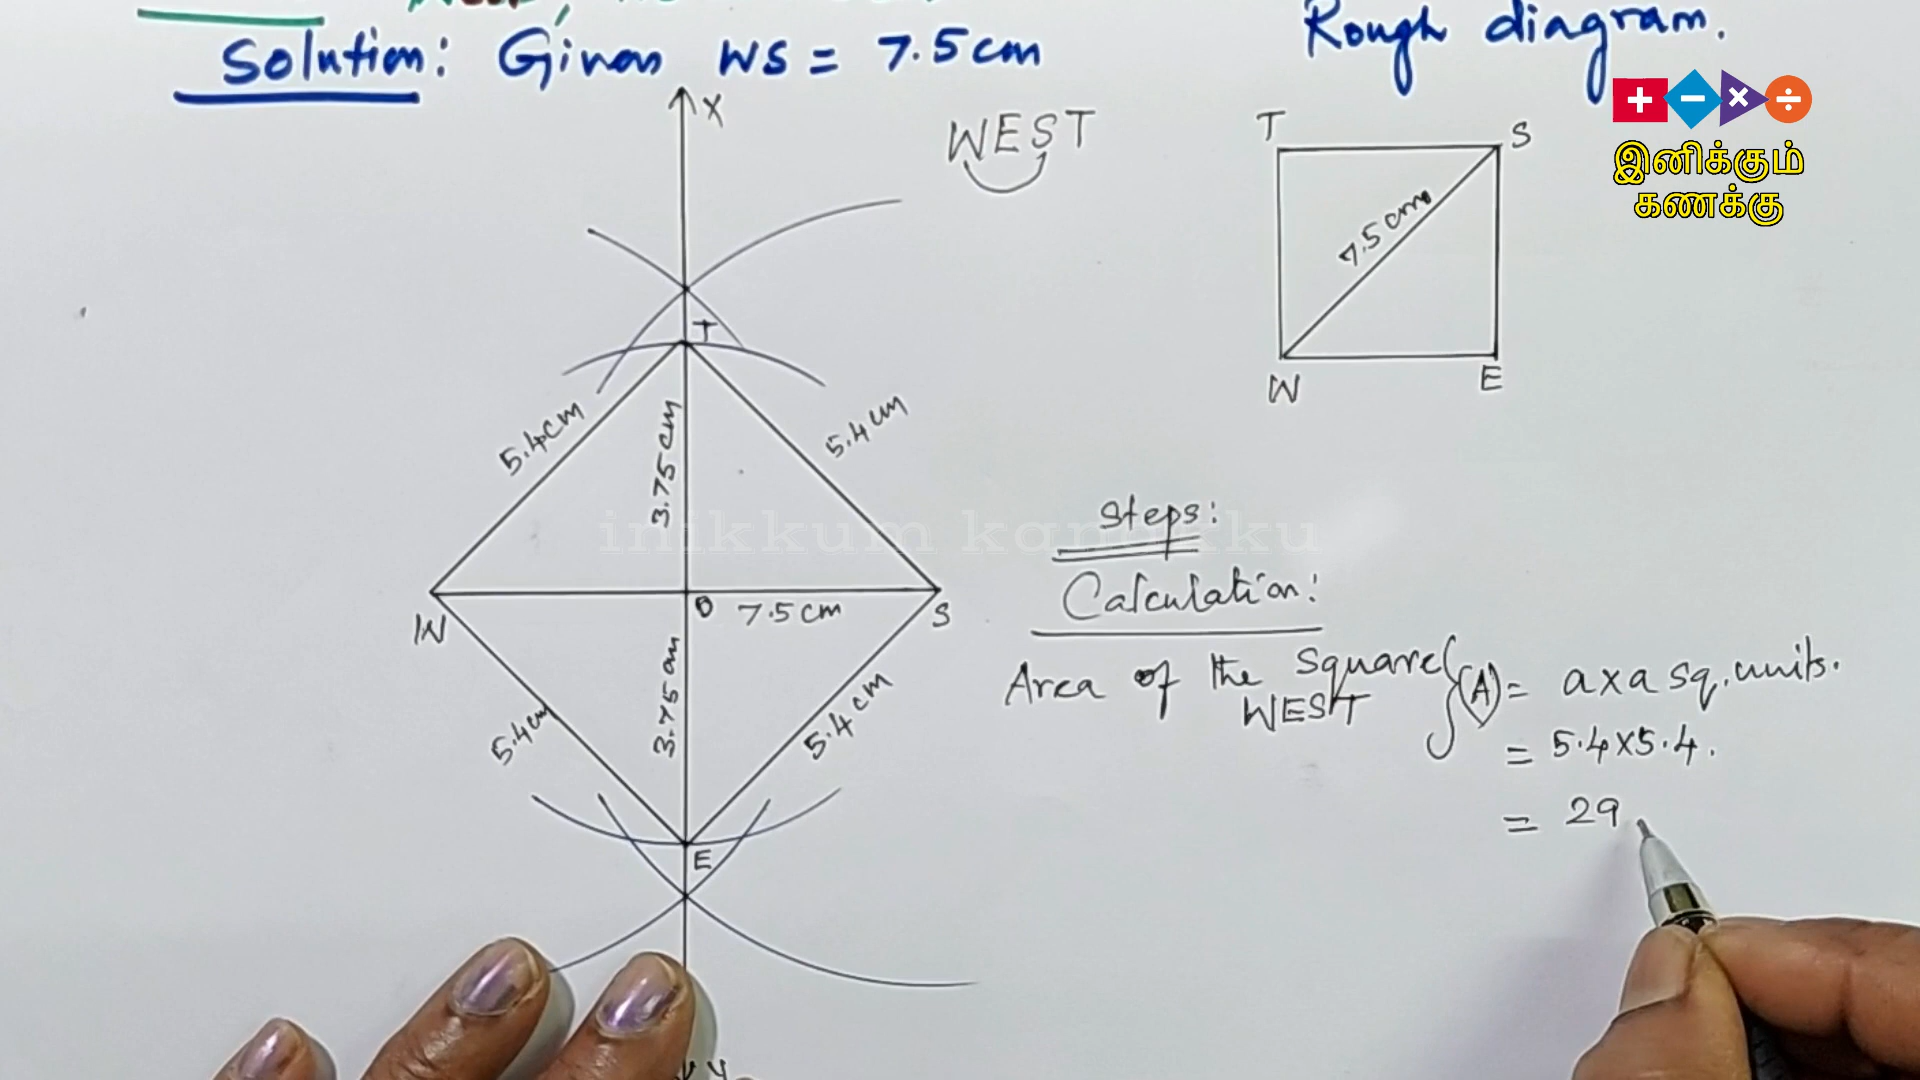 Solution: Given WS = 7.5cm
Rough diagram.
+ − × ÷
இனிக்கும்
கணக்கு
X
WEST
T
S
7.5cm
W
E
T
5.4cm
3.75cm
5.4cm
inikkum kanakku
Steps:
Calculation:
W
O
7.5cm
S
Area of the Square WEST } (A) = a x a sq. units.
= 5.4 x 5.4.
= 29
5.4cm
3.75cm
5.4cm
E